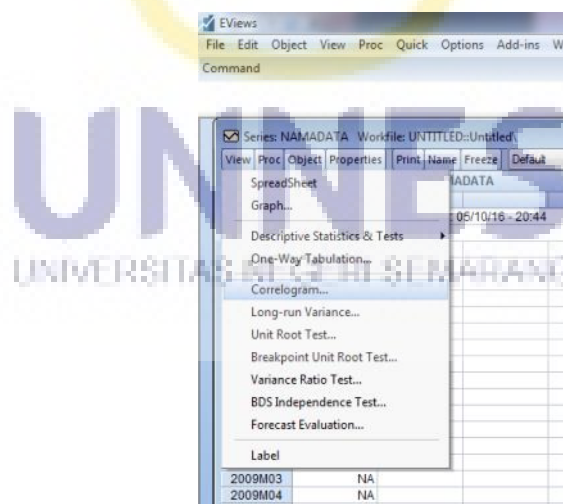 EViews
File Edit Object View Proc Quick Options Add-ins W
Command
UNNES
Series: NAMADATA Workfile: UNTITLED::Untitled\
View Proc Object Properties Print Name Freeze Default
SpreadSheet
Graph...
05/10/16 - 20:44
Descriptive Statistics & Tests
One-Way Tabulation...
UNIVERSITAS NEGERI SEMARANG
Correlogram...
Long-run Variance...
Unit Root Test...
Breakpoint Unit Root Test...
Variance Ratio Test...
BDS Independence Test...
Forecast Evaluation...
Label
2009M03 NA
2009M04 NA